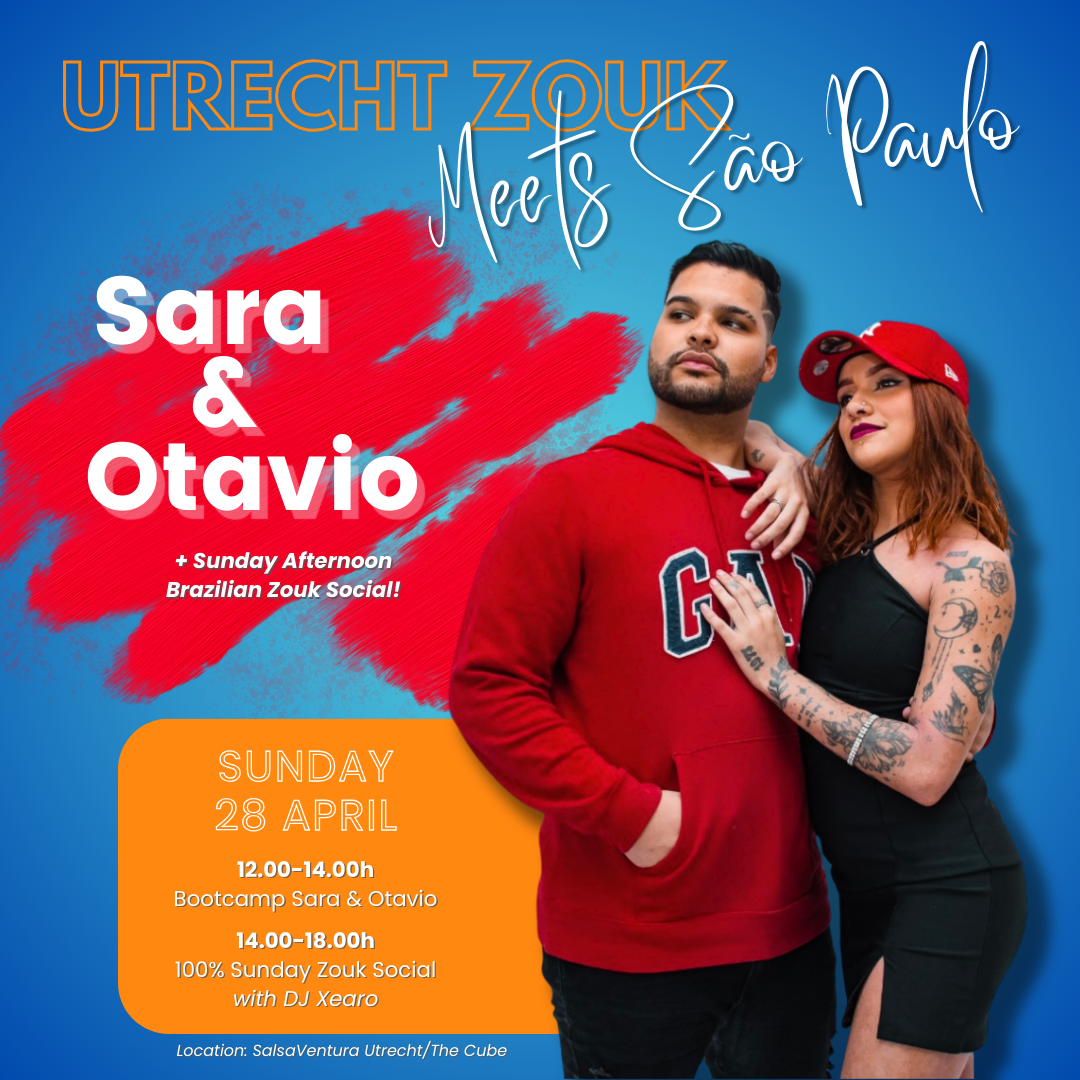 UTRECHT ZOUK
Meets São Paulo
Sara
&
Otavio
+ Sunday Afternoon
Brazilian Zouk Social!
GA
SUNDAY
28 APRIL
12.00-14.00h
Bootcamp Sara & Otavio
14.00-18.00h
100% Sunday Zouk Social
with DJ Xearo
Location: SalsaVentura Utrecht/The Cube